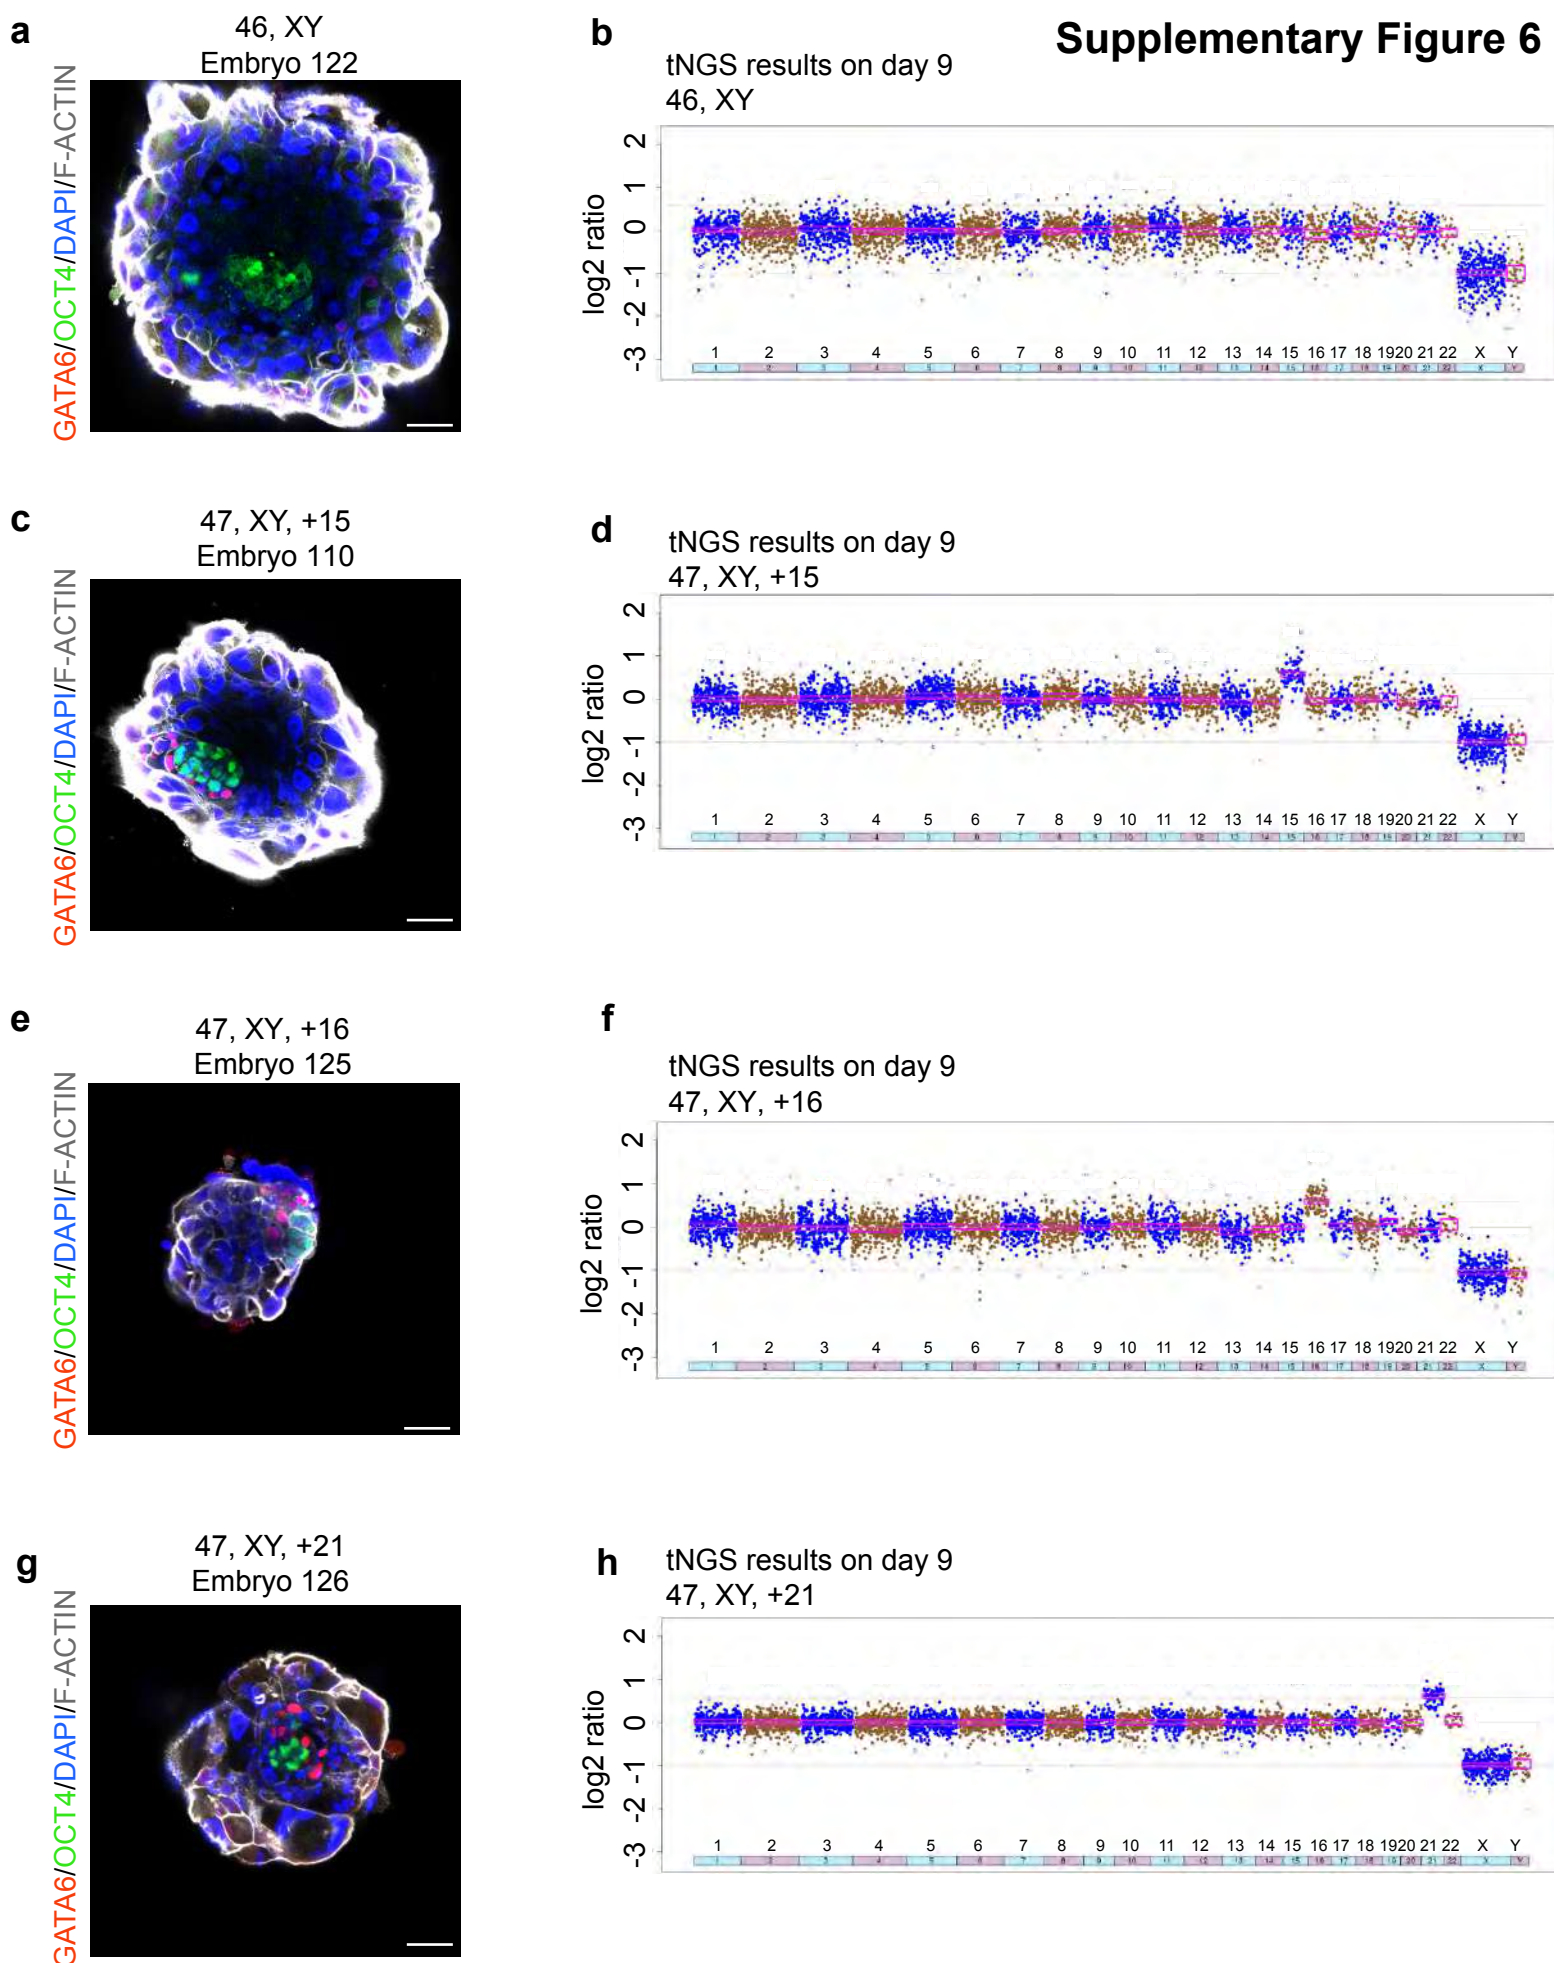 Supplementary Figure 6
a
46, XY
Embryo 122
GATA6/OCT4/DAPI/F-ACTIN
b
tNGS results on day 9
46, XY
log2 ratio
2
1
0
-1
-2
-3
1 2 3 4 5 6 7 8 9 10 11 12 13 14 15 16 17 18 19 20 21 22 X Y
c
47, XY, +15
Embryo 110
GATA6/OCT4/DAPI/F-ACTIN
d
tNGS results on day 9
47, XY, +15
log2 ratio
2
1
0
-1
-2
-3
1 2 3 4 5 6 7 8 9 10 11 12 13 14 15 16 17 18 19 20 21 22 X Y
e
47, XY, +16
Embryo 125
GATA6/OCT4/DAPI/F-ACTIN
f
tNGS results on day 9
47, XY, +16
log2 ratio
2
1
0
-1
-2
-3
1 2 3 4 5 6 7 8 9 10 11 12 13 14 15 16 17 18 19 20 21 22 X Y
g
47, XY, +21
Embryo 126
GATA6/OCT4/DAPI/F-ACTIN
h
tNGS results on day 9
47, XY, +21
log2 ratio
2
1
0
-1
-2
-3
1 2 3 4 5 6 7 8 9 10 11 12 13 14 15 16 17 18 19 20 21 22 X Y